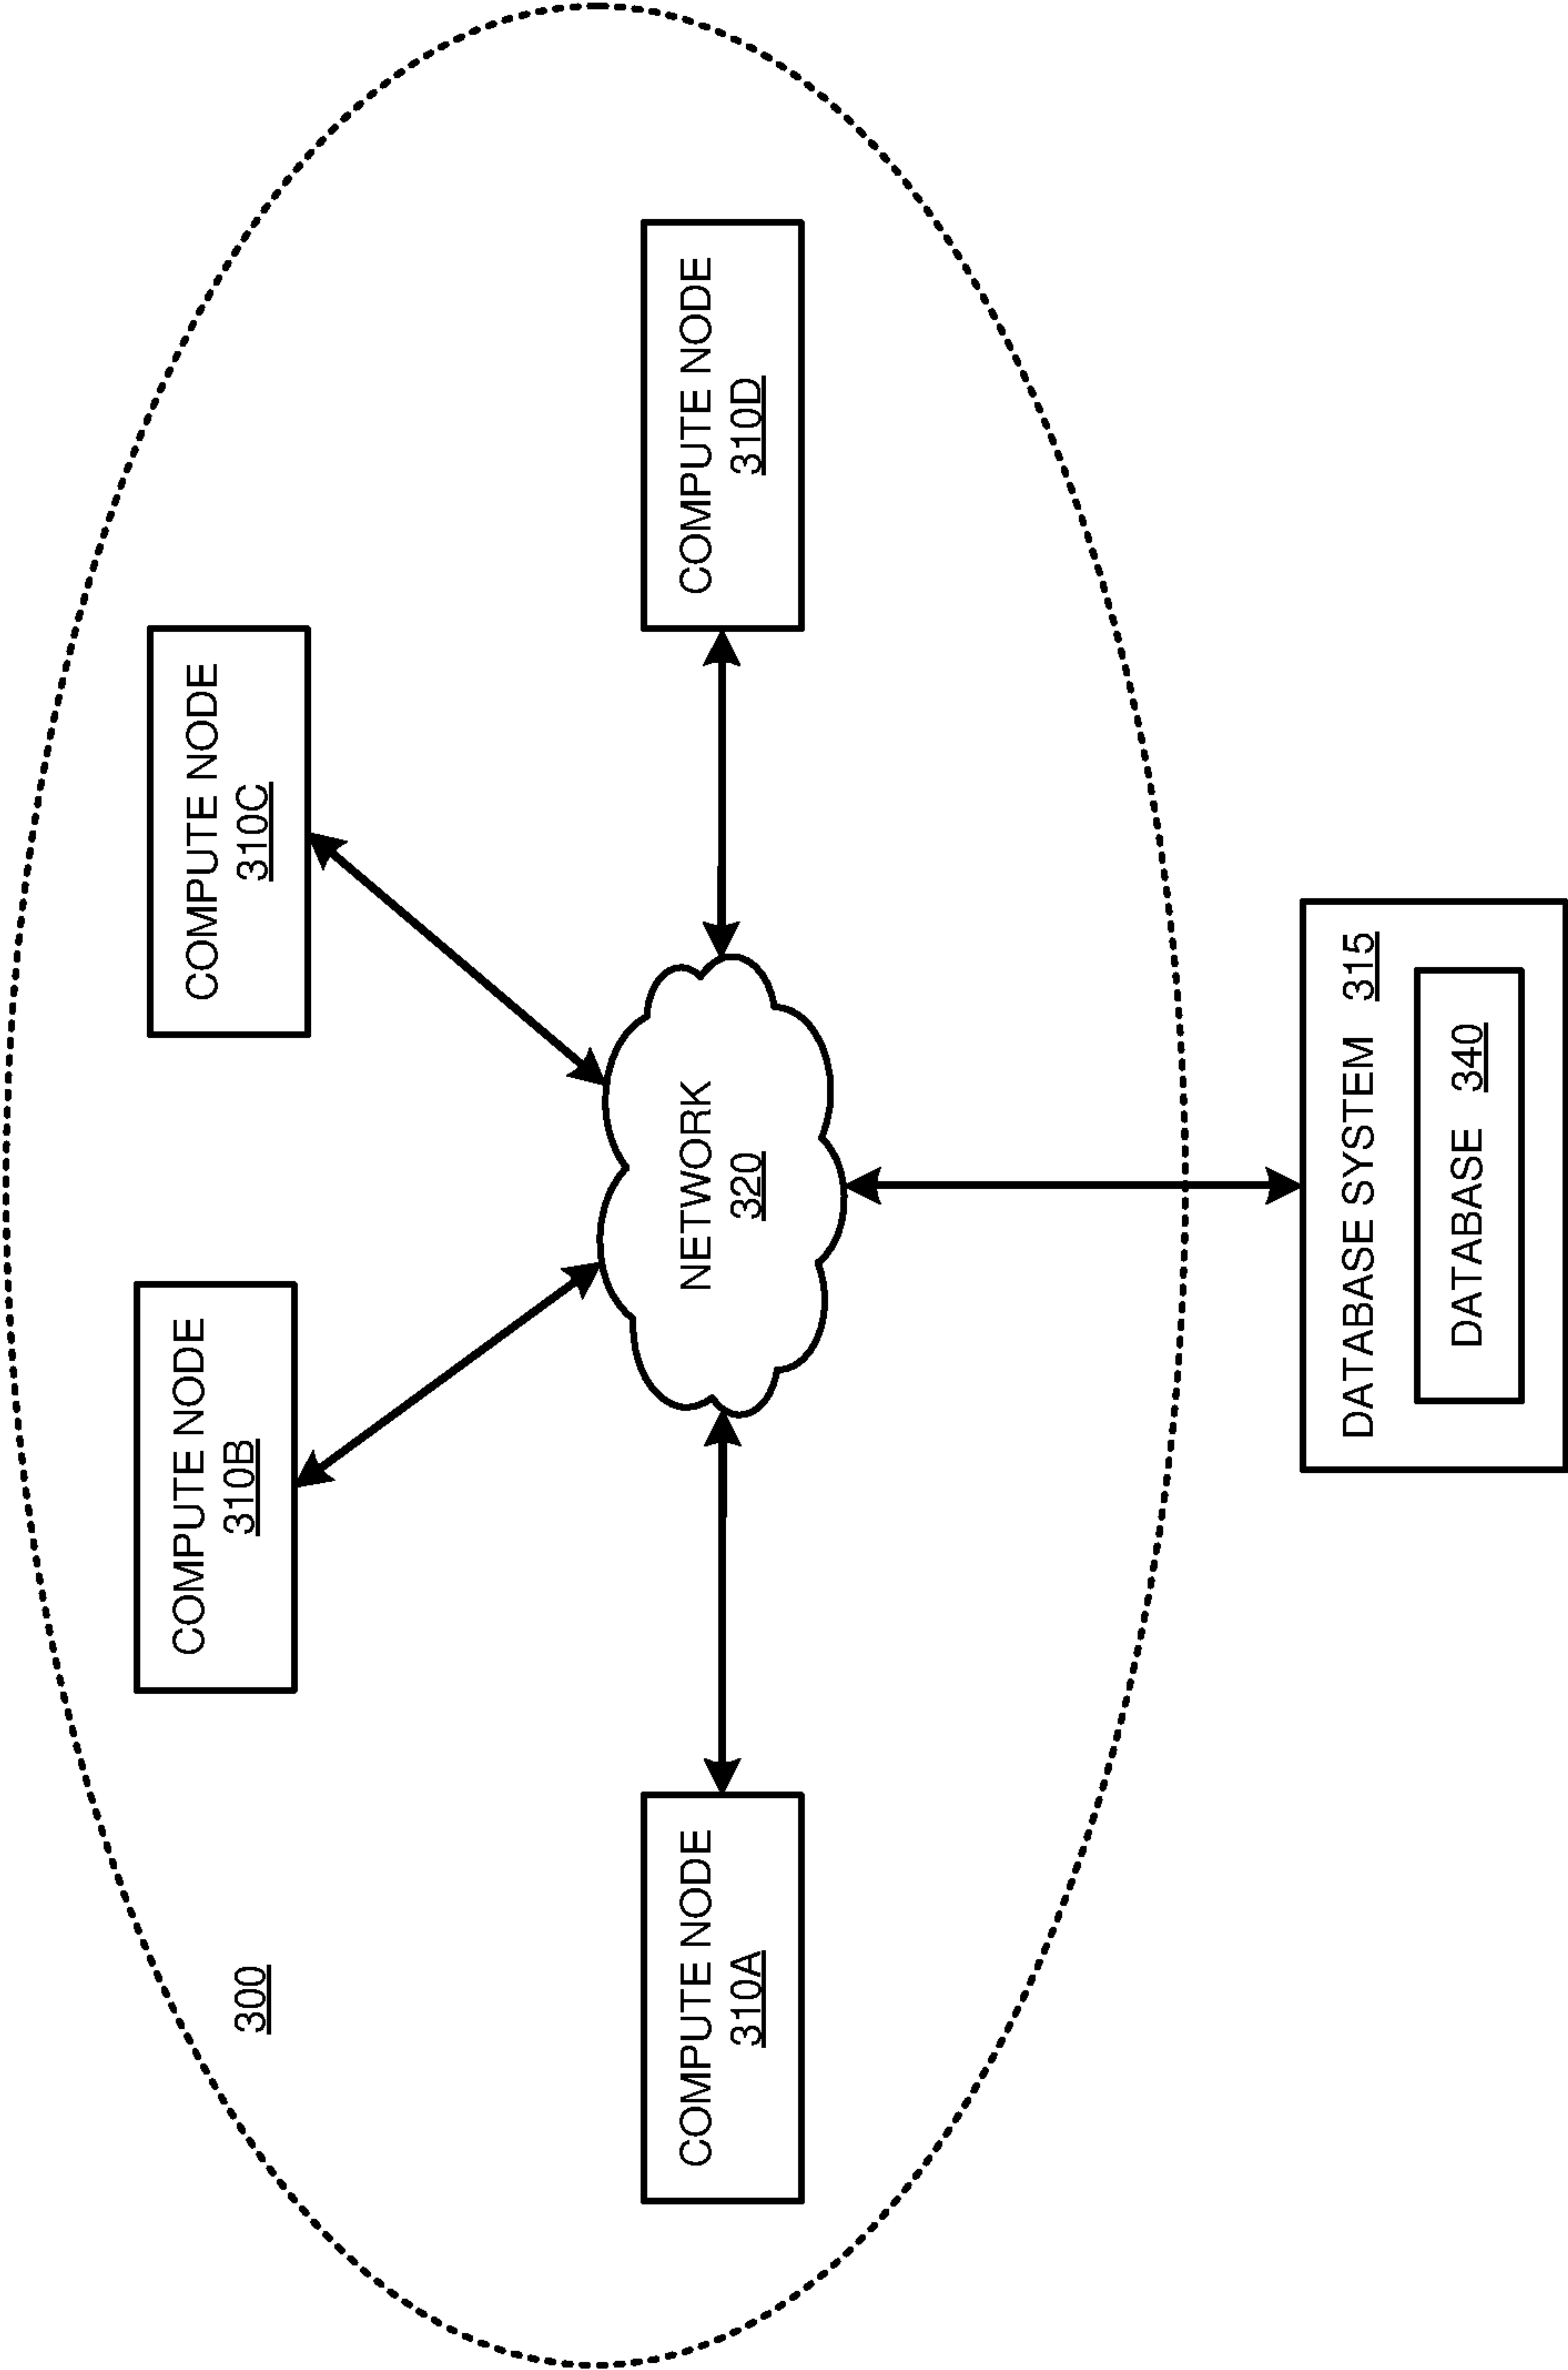 300
COMPUTE NODE
310B
COMPUTE NODE
310C
COMPUTE NODE
310A
NETWORK
320
COMPUTE NODE
310D
DATABASE SYSTEM 315
DATABASE 340